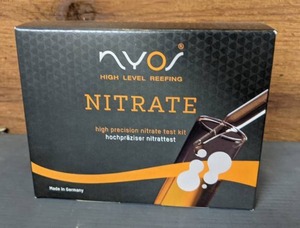 nyos®
HIGH LEVEL REEFING
NITRATE
high precision nitrate test kit
hochpräziser nitrattest
Made in Germany